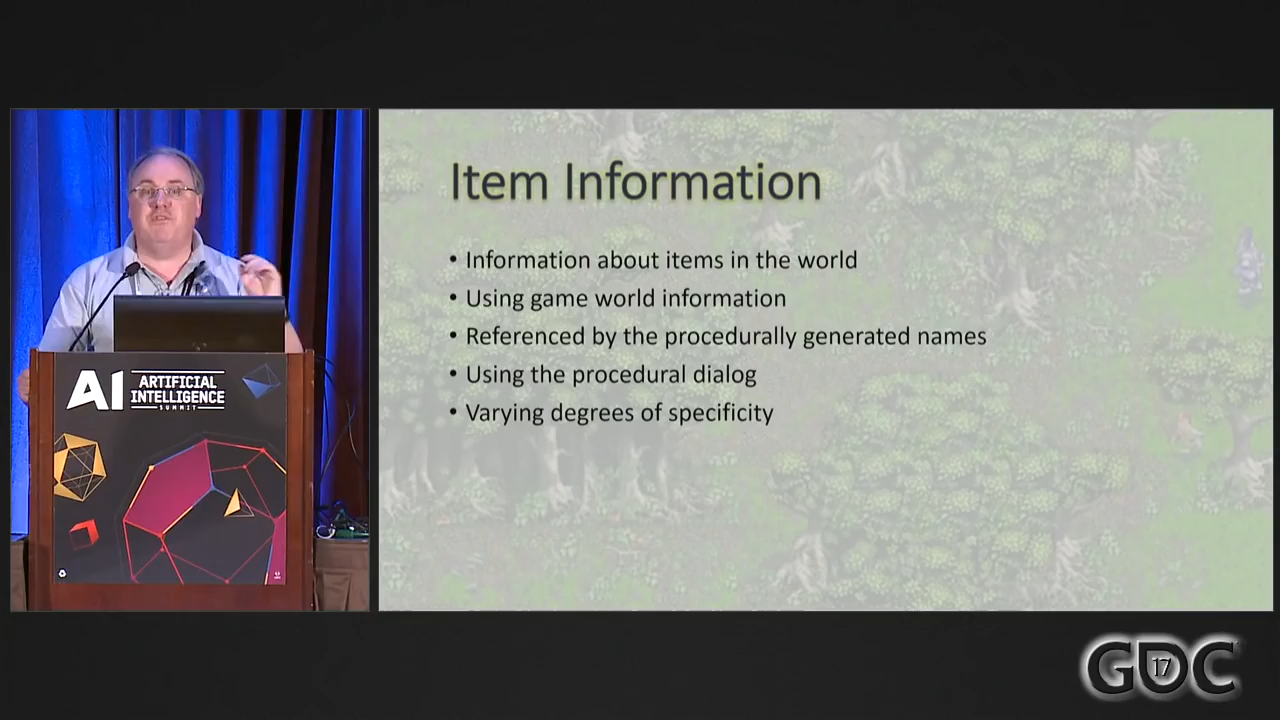 Item Information
• Information about items in the world
• Using game world information
• Referenced by the procedurally generated names
• Using the procedural dialog
• Varying degrees of specificity
AI
ARTIFICIAL
INTELLIGENCE
SUMMIT
GDC
17